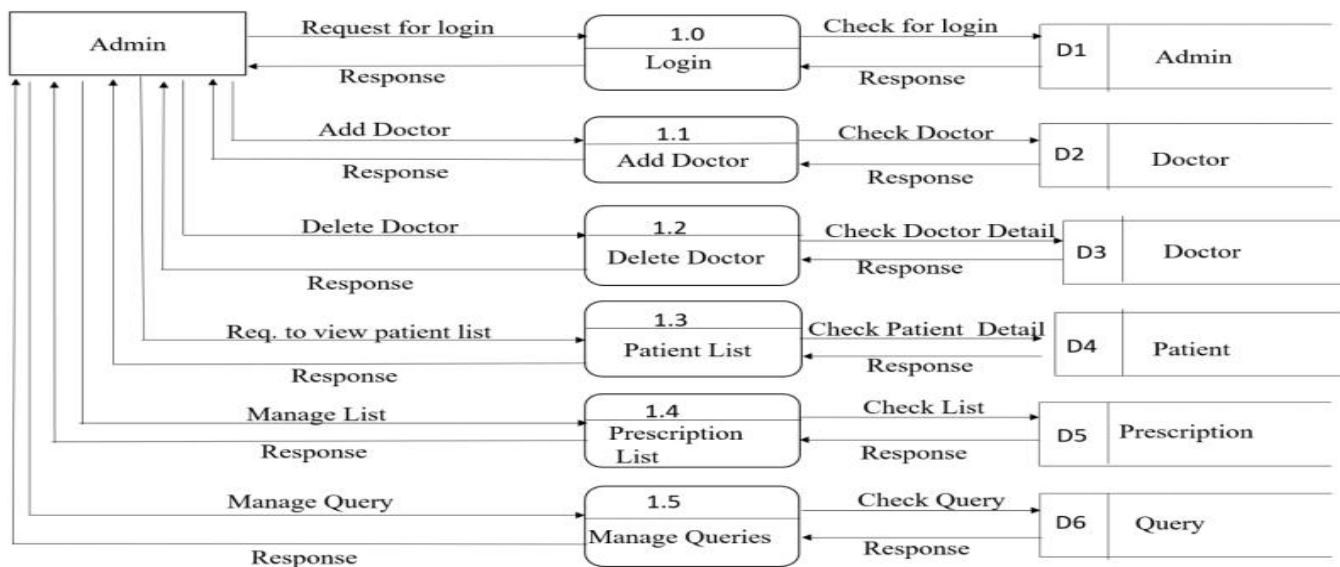 Admin
Request for login
1.0
Login
Check for login
D1
Admin
Response
Response
Add Doctor
1.1
Add Doctor
Check Doctor
D2
Doctor
Response
Response
Delete Doctor
1.2
Delete Doctor
Check Doctor Detail
D3
Doctor
Response
Response
Req. to view patient list
1.3
Patient List
Check Patient Detail
D4
Patient
Response
Response
Manage List
1.4
Prescription
List
Check List
D5
Prescription
Response
Response
Manage Query
1.5
Manage Queries
Check Query
D6
Query
Response
Response